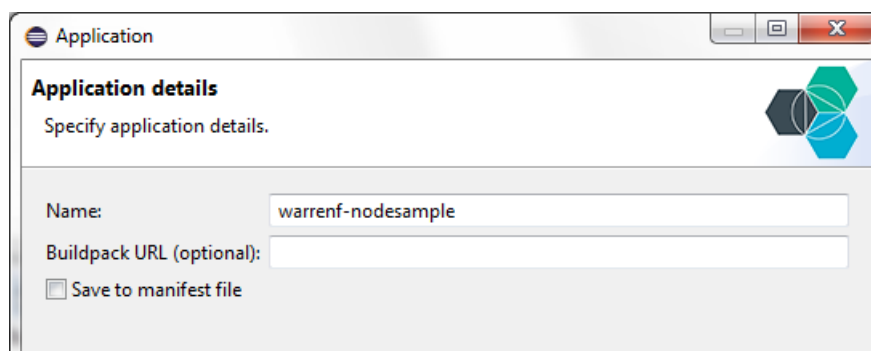 Application
Application details
Specify application details.
Name: warrenf-nodesample
Buildpack URL (optional):
Save to manifest file